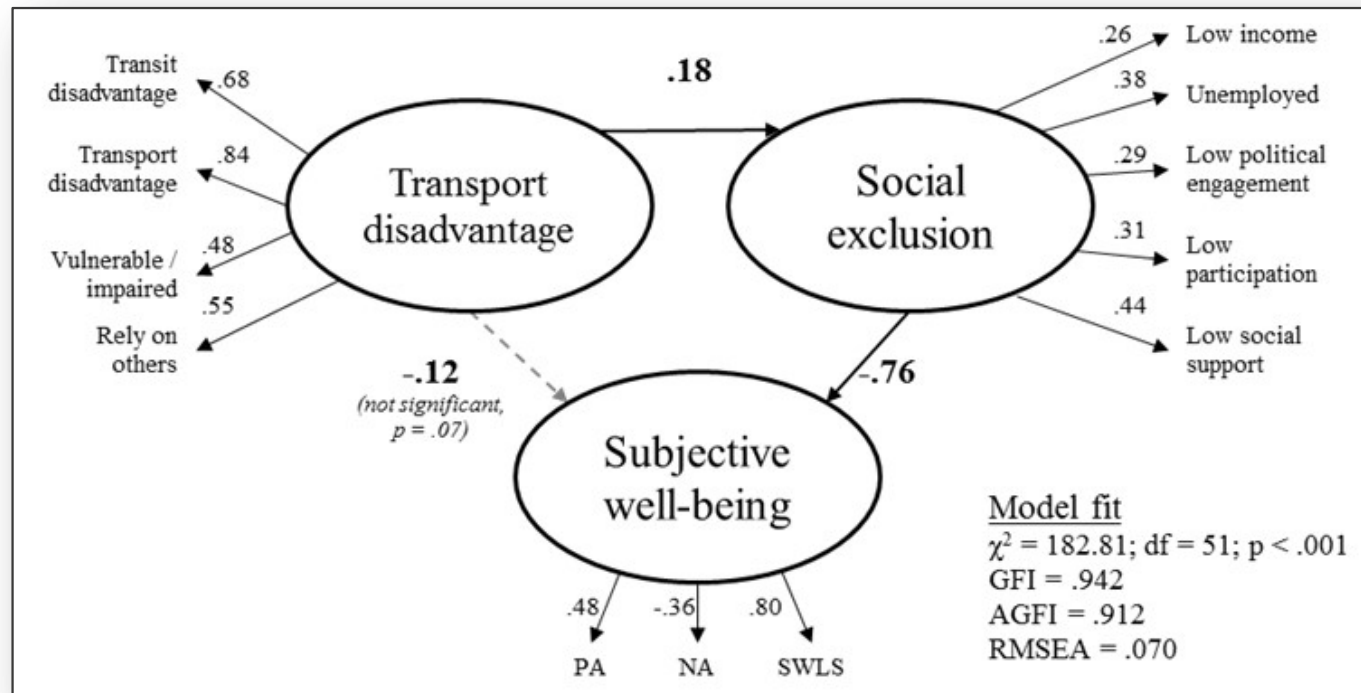 Transit
disadvantage
.68
Transport
disadvantage
.84
Vulnerable /
impaired
.48
Rely on
others
.55
Transport
disadvantage
.18
Social
exclusion
.26
Low income
.38
Unemployed
.29
Low political
engagement
.31
Low
participation
.44
Low social
support
-.12
(not significant,
p = .07)
-.76
Subjective
well-being
.48
-.36
.80
PA
NA
SWLS
Model fit
χ² = 182.81; df = 51; p < .001
GFI = .942
AGFI = .912
RMSEA = .070